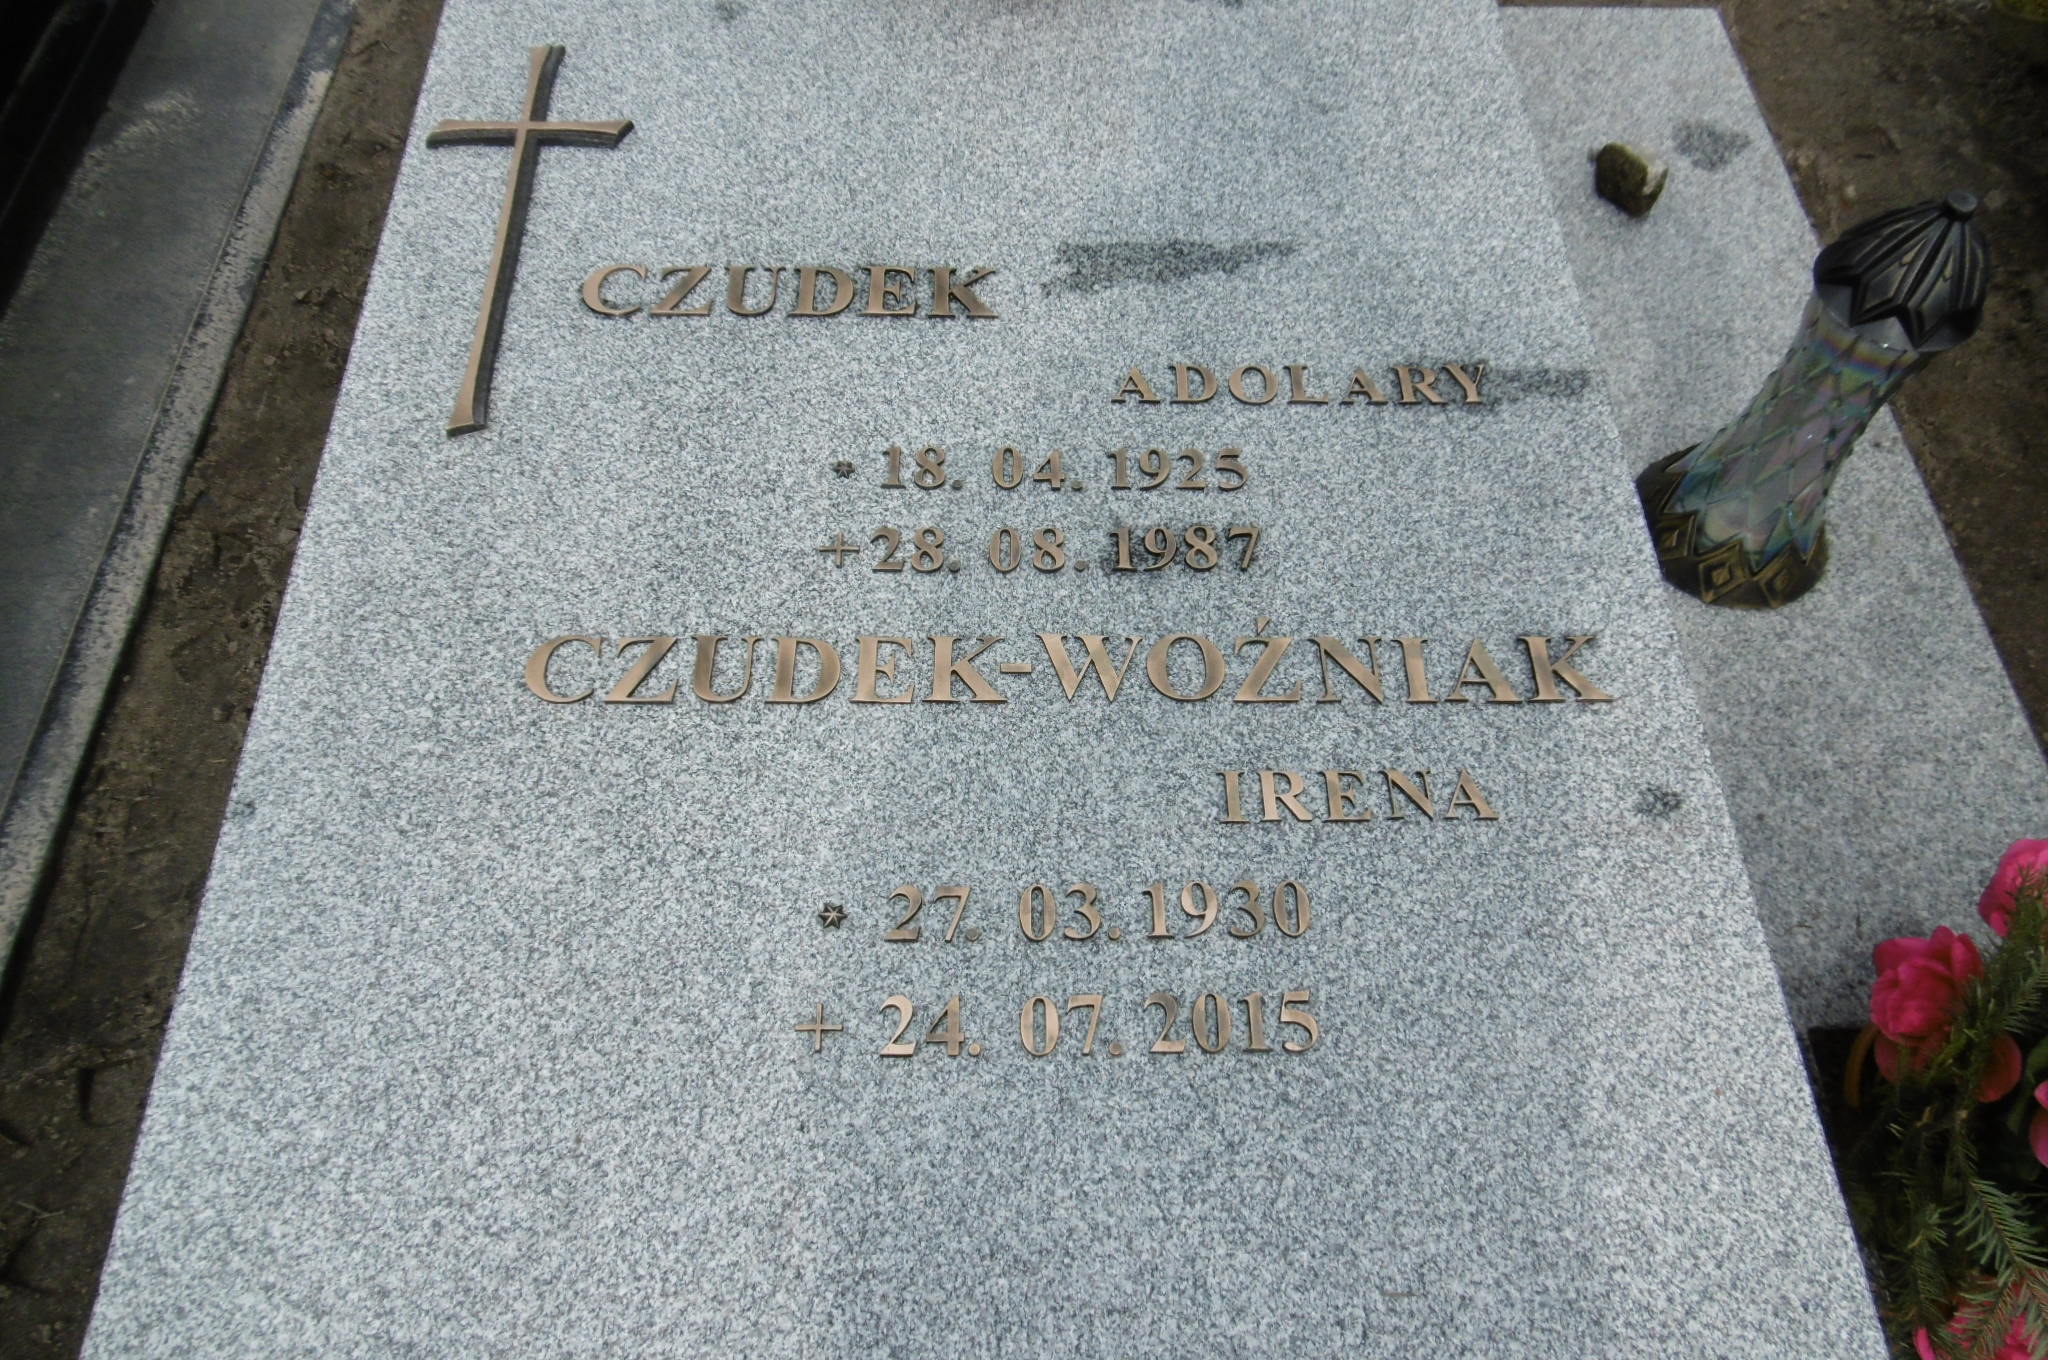 CZUDEK
ADOLARY
* 18. 04. 1925
+ 28. 08. 1987
CZUDEK-WOŹNIAK
IRENA
* 27. 03. 1930
+ 24. 07. 2015